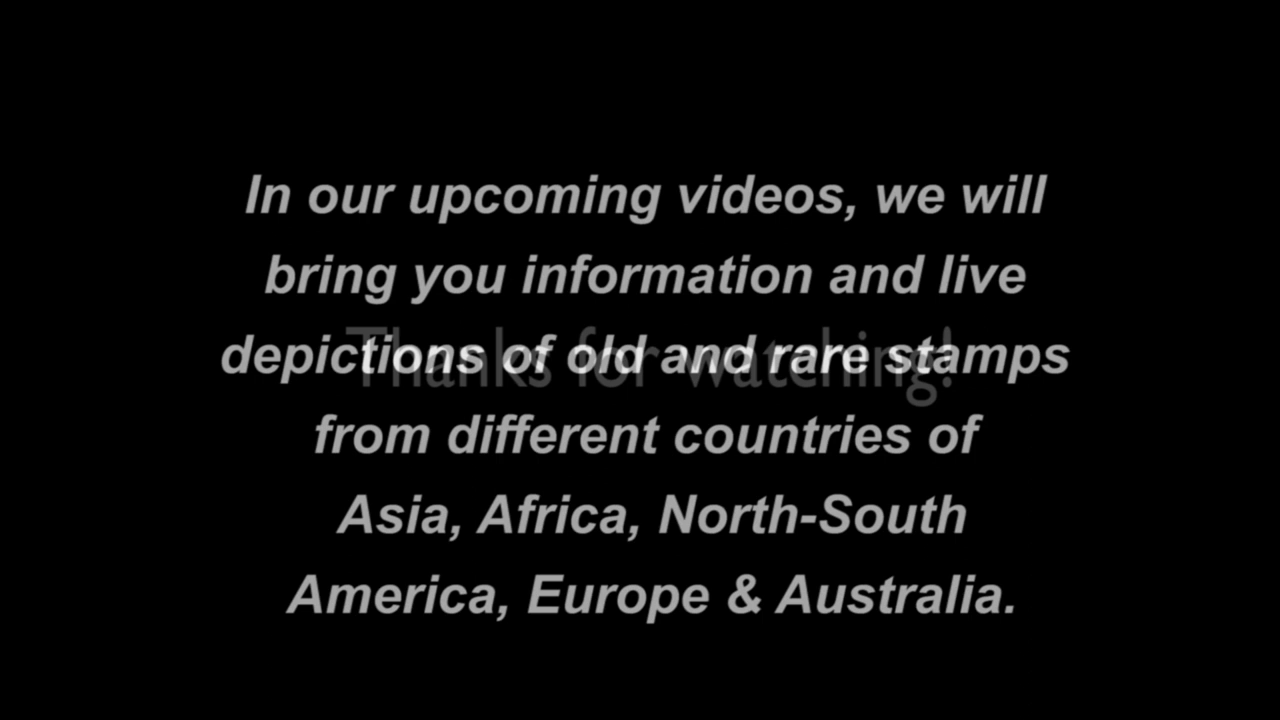 In our upcoming videos, we will
bring you information and live
depictions of old and rare stamps
Thanks for watching!
from different countries of
Asia, Africa, North-South
America, Europe & Australia.